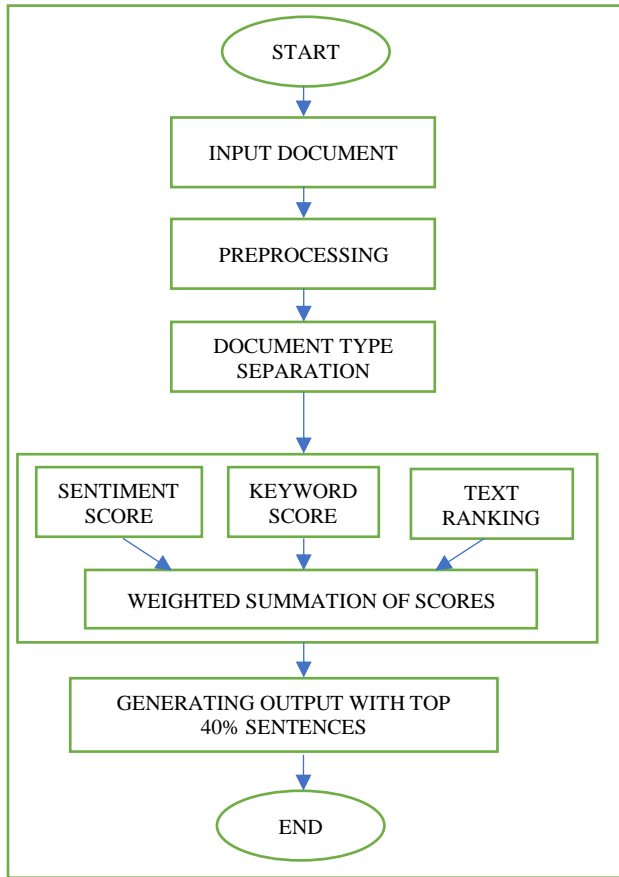 START
INPUT DOCUMENT
PREPROCESSING
DOCUMENT TYPE
SEPARATION
SENTIMENT
SCORE
KEYWORD
SCORE
TEXT
RANKING
WEIGHTED SUMMATION OF SCORES
GENERATING OUTPUT WITH TOP
40% SENTENCES
END